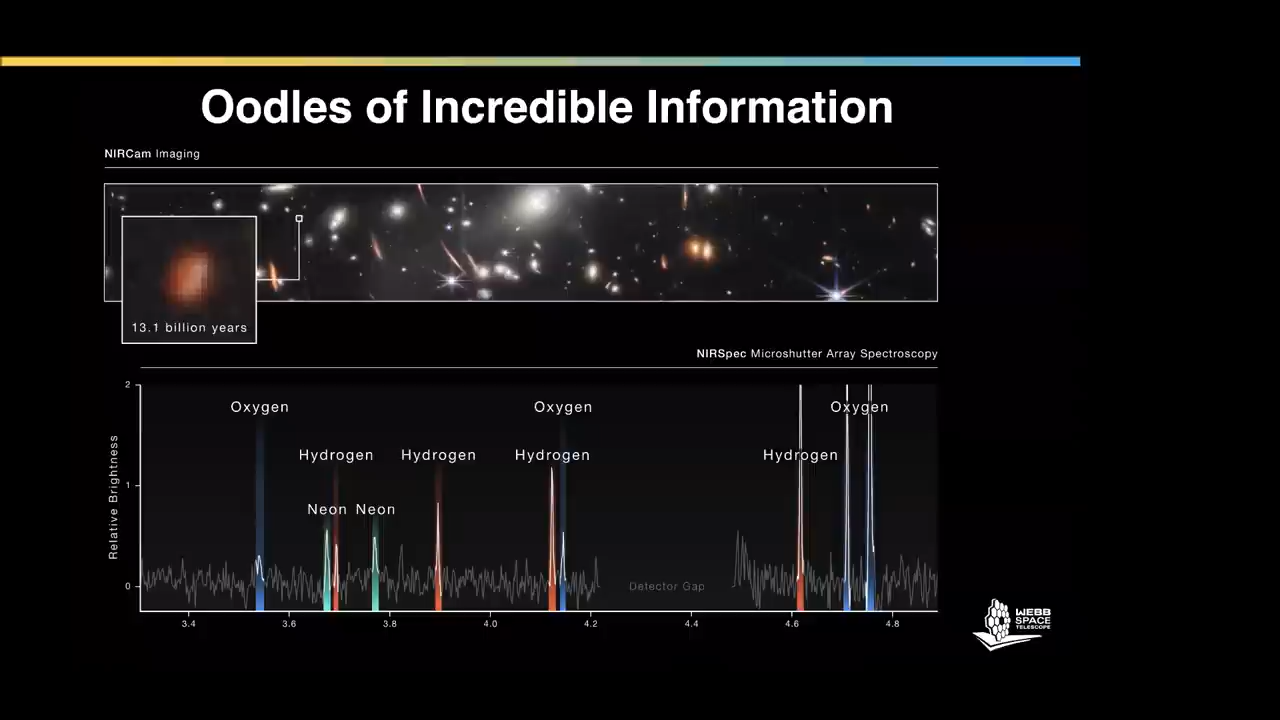 Oodles of Incredible Information
NIRCam Imaging
13.1 billion years
NIRSpec Microshutter Array Spectroscopy
2
Oxygen Oxygen Oxygen
Hydrogen Hydrogen Hydrogen Hydrogen
1
Neon Neon
Relative Brightness
0
Detector Gap
3.4 3.6 3.8 4.0 4.2 4.4 4.6 4.8
WEBB
SPACE
TELESCOPE